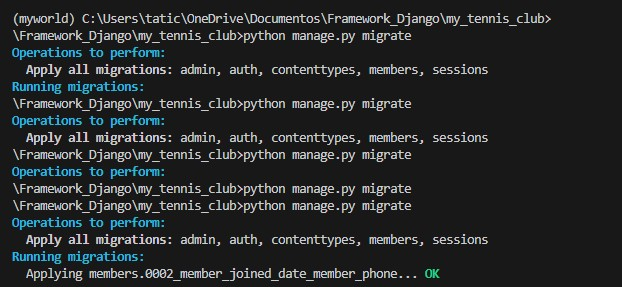 (myworld) C:\Users\tatic\OneDrive\Documentos\Framework_Django\my_tennis_club>
\Framework_Django\my_tennis_club>python manage.py migrate
Operations to perform:
  Apply all migrations: admin, auth, contenttypes, members, sessions
Running migrations:
\Framework_Django\my_tennis_club>python manage.py migrate
Operations to perform:
  Apply all migrations: admin, auth, contenttypes, members, sessions
\Framework_Django\my_tennis_club>python manage.py migrate
Operations to perform:
\Framework_Django\my_tennis_club>python manage.py migrate
\Framework_Django\my_tennis_club>python manage.py migrate
Operations to perform:
  Apply all migrations: admin, auth, contenttypes, members, sessions
Running migrations:
  Applying members.0002_member_joined_date_member_phone... OK